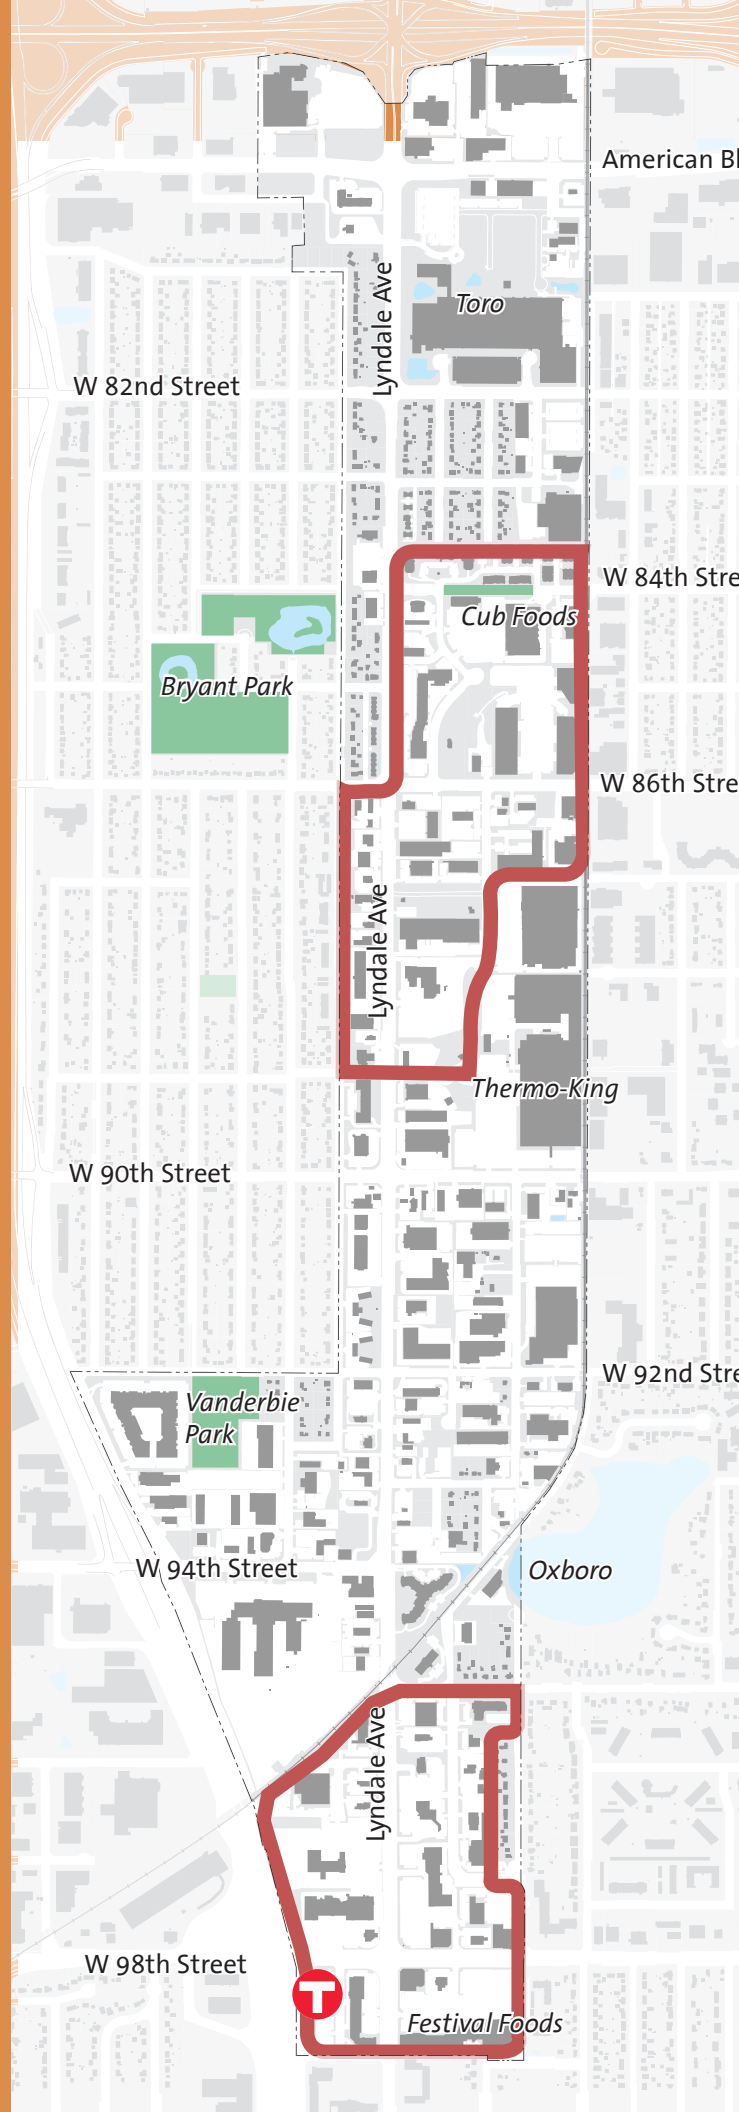 American Bl
Lyndale Ave
Toro
W 82nd Street
W 84th Stre
Cub Foods
Bryant Park
W 86th Stre
Lyndale Ave
Thermo-King
W 90th Street
W 92nd Stre
Vanderbie
Park
W 94th Street
Oxboro
Lyndale Ave
W 98th Street
T
Festival Foods